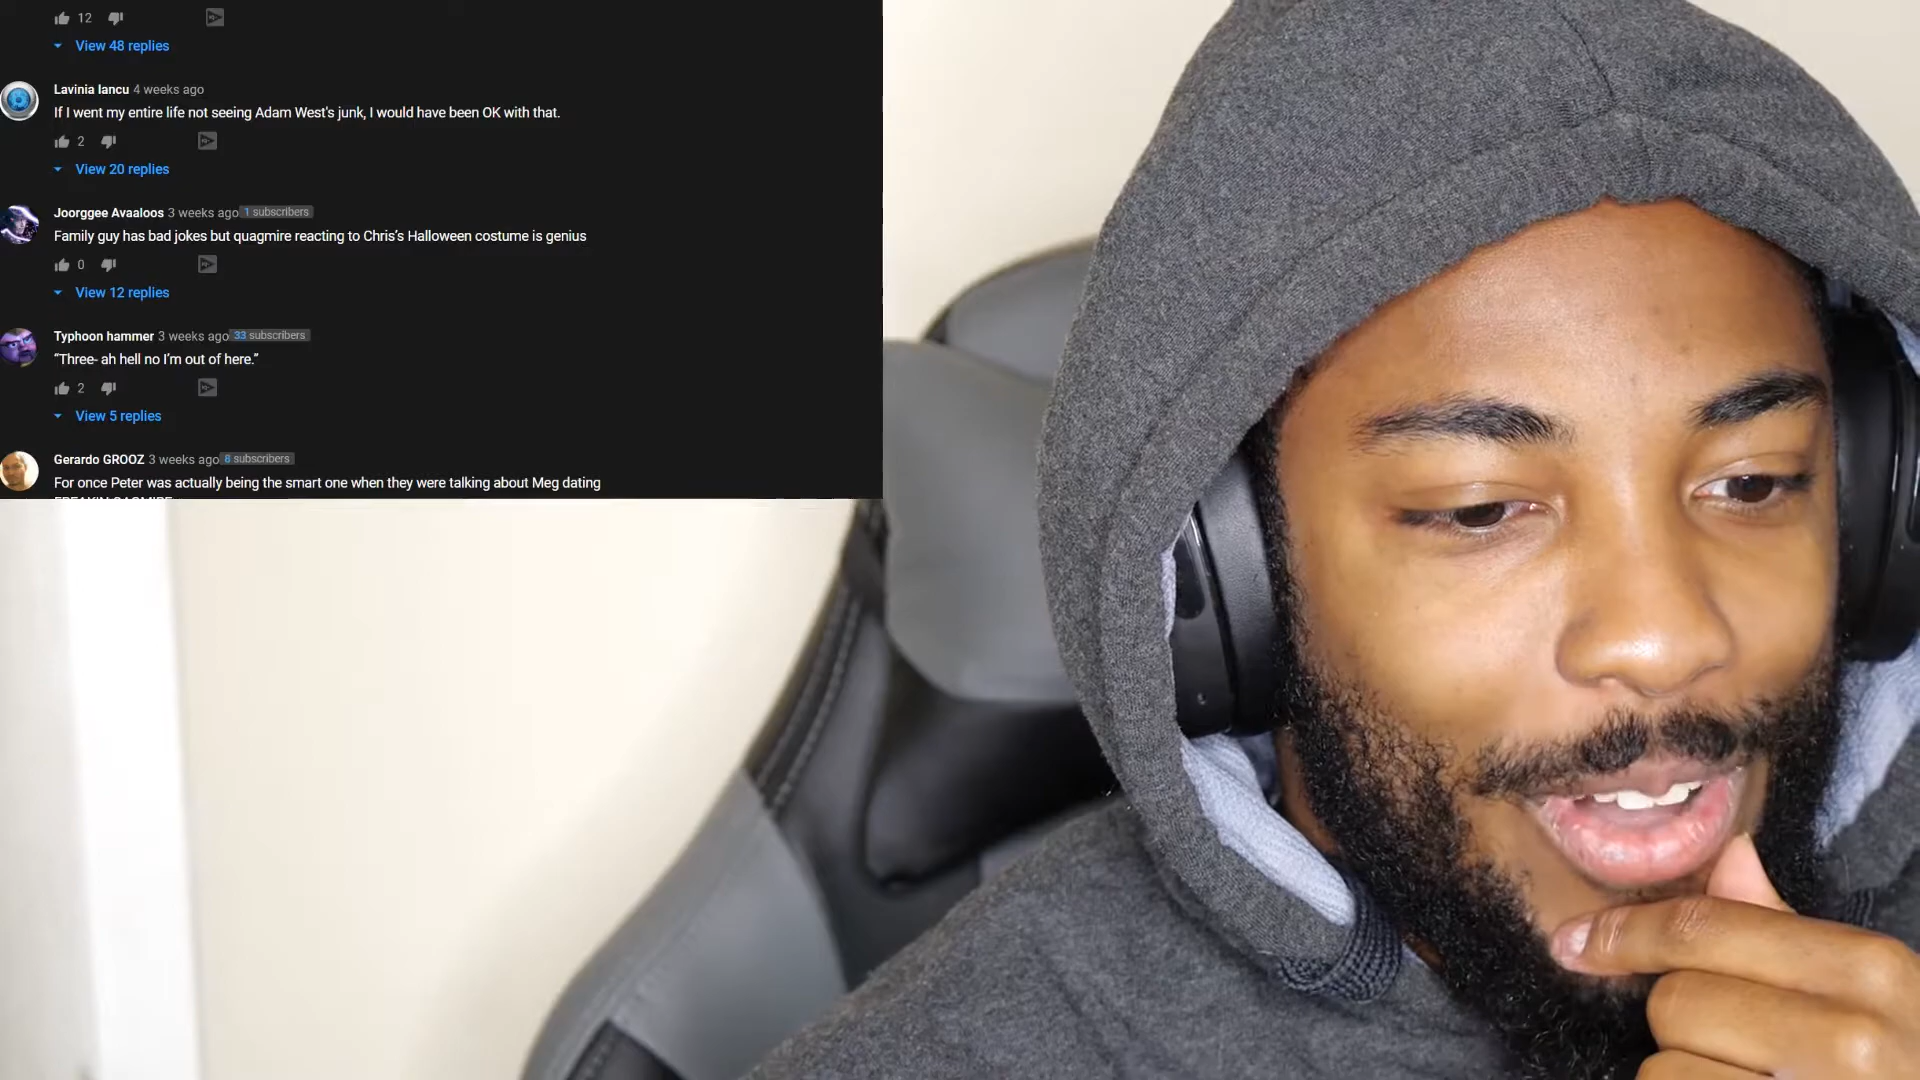 12
View 48 replies
Lavinia Iancu 4 weeks ago
If I went my entire life not seeing Adam West's junk, I would have been OK with that.
2
View 20 replies
Joorggee Avaaloos 3 weeks ago 1 subscribers
Family guy has bad jokes but quagmire reacting to Chris's Halloween costume is genius
0
View 12 replies
Typhoon hammer 3 weeks ago 33 subscribers
“Three- ah hell no I'm out of here.”
2
View 5 replies
Gerardo GROOZ 3 weeks ago 8 subscribers
For once Peter was actually being the smart one when they were talking about Meg dating